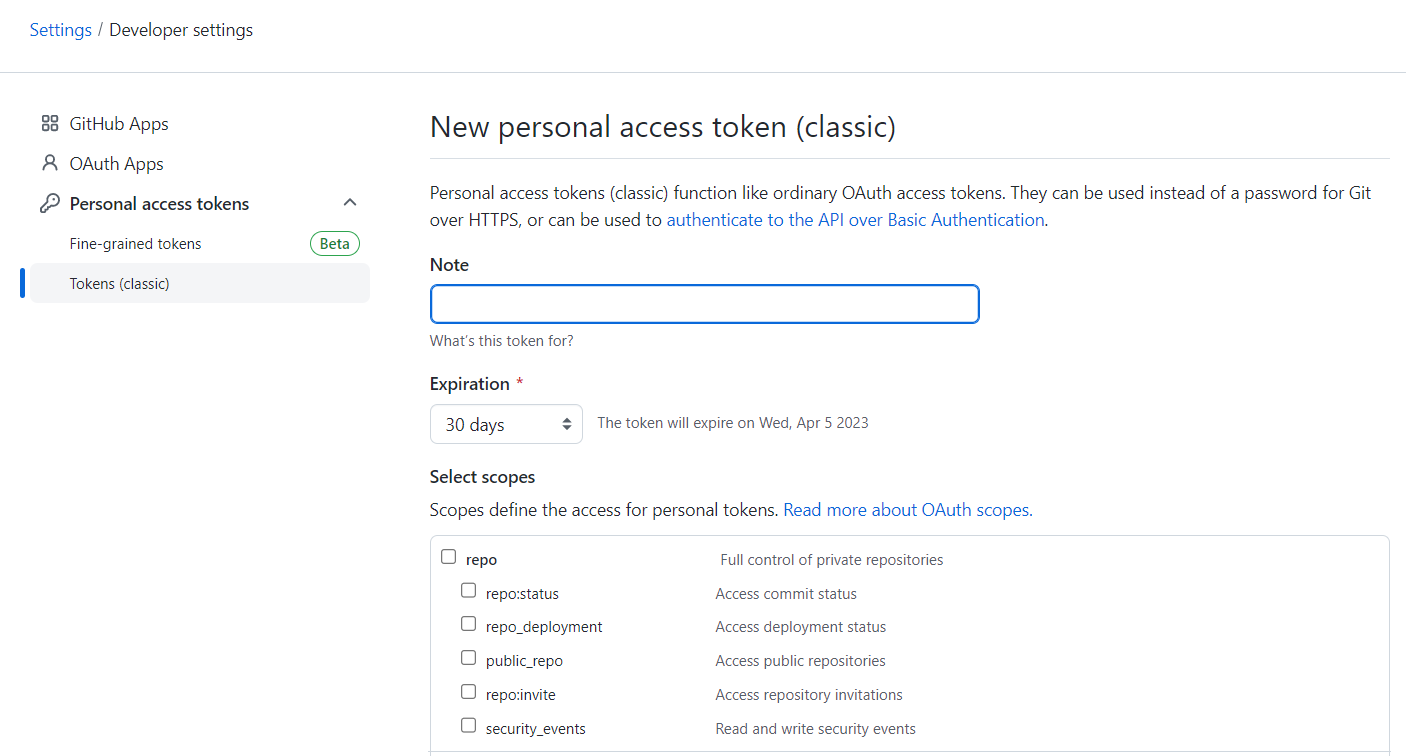 Settings / Developer settings
GitHub Apps
OAuth Apps
Personal access tokens
Fine-grained tokens Beta
Tokens (classic)
New personal access token (classic)
Personal access tokens (classic) function like ordinary OAuth access tokens. They can be used instead of a password for Git
over HTTPS, or can be used to authenticate to the API over Basic Authentication.
Note
What's this token for?
Expiration *
30 days The token will expire on Wed, Apr 5 2023
Select scopes
Scopes define the access for personal tokens. Read more about OAuth scopes.
repo Full control of private repositories
repo:status Access commit status
repo_deployment Access deployment status
public_repo Access public repositories
repo:invite Access repository invitations
security_events Read and write security events